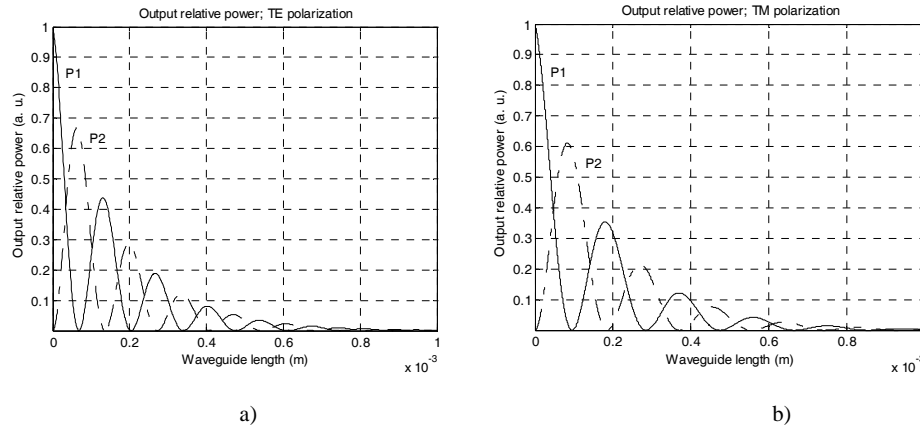 Output relative power; TE polarization
Output relative power (a. u.)
1
0.9
0.8
0.7
0.6
0.5
0.4
0.3
0.2
0.1
P1
P2
0 0.2 0.4 0.6 0.8 1
Waveguide length (m)
x 10⁻³
a)
Output relative power; TM polarization
Output relative power (a. u.)
1
0.9
0.8
0.7
0.6
0.5
0.4
0.3
0.2
0.1
P1
P2
0 0.2 0.4 0.6 0.8 1
Waveguide length (m)
x 10⁻³
b)